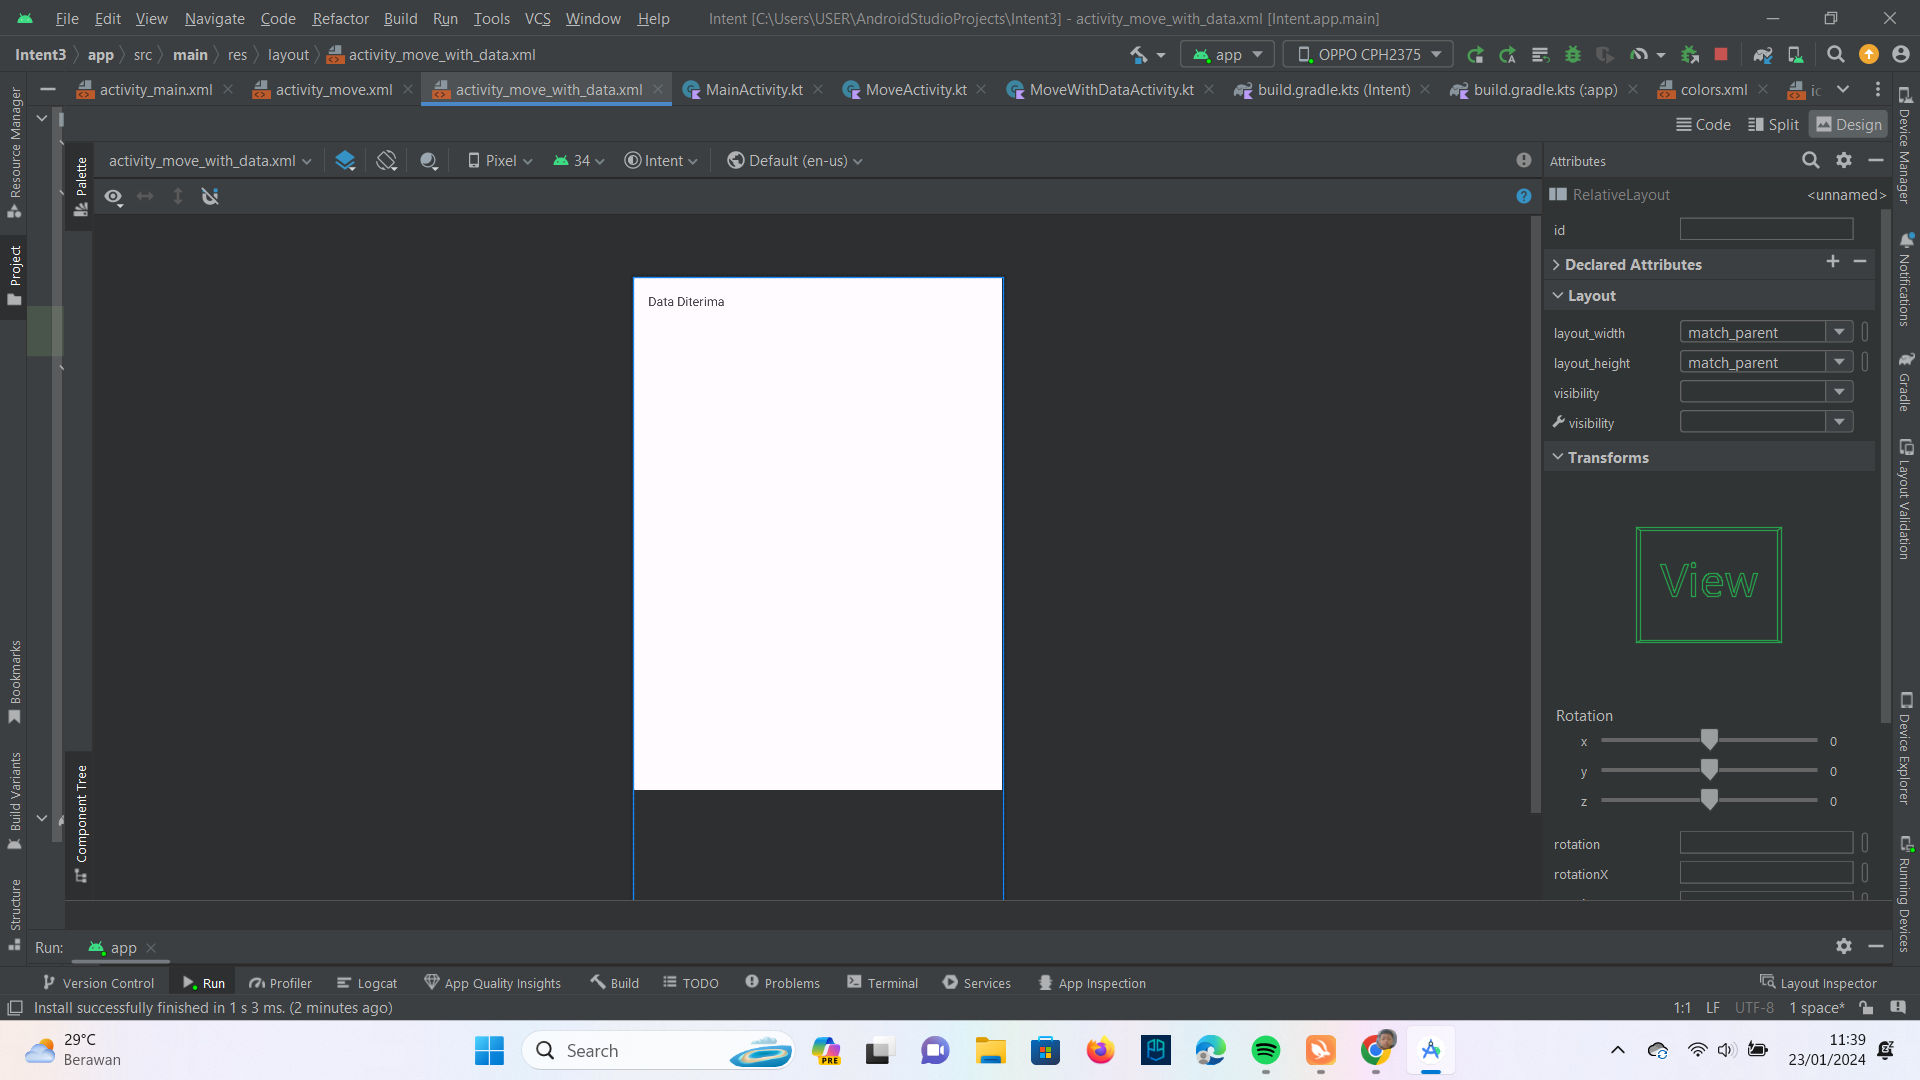 File Edit View Navigate Code Refactor Build Run Tools VCS Window Help Intent [C:\Users\USER\AndroidStudioProjects\Intent3] - activity_move_with_data.xml [Intent.app.main]
Intent3 app src main res layout activity_move_with_data.xml app OPPO CPH2375
activity_main.xml activity_move.xml activity_move_with_data.xml MainActivity.kt MoveActivity.kt MoveWithDataActivity.kt build.gradle.kts (Intent) build.gradle.kts (:app) colors.xml ic
Code Split Design
activity_move_with_data.xml Pixel 34 Intent Default (en-us)
Resource Manager
Project
Bookmarks
Build Variants
Structure
Palette
Component Tree
Data Diterima
Attributes
RelativeLayout <unnamed>
id
Declared Attributes
Layout
layout_width match_parent
layout_height match_parent
visibility
visibility
Transforms
View
Rotation
x 0
y 0
z 0
rotation
rotationX
Device Manager
Notifications
Gradle
Layout Validation
Device Explorer
Running Devices
Run: app
Version Control Run Profiler Logcat App Quality Insights Build TODO Problems Terminal Services App Inspection Layout Inspector
Install successfully finished in 1 s 3 ms. (2 minutes ago) 1:1 LF UTF-8 1 space*
29°C
Berawan
Search
PRE
11:39
23/01/2024